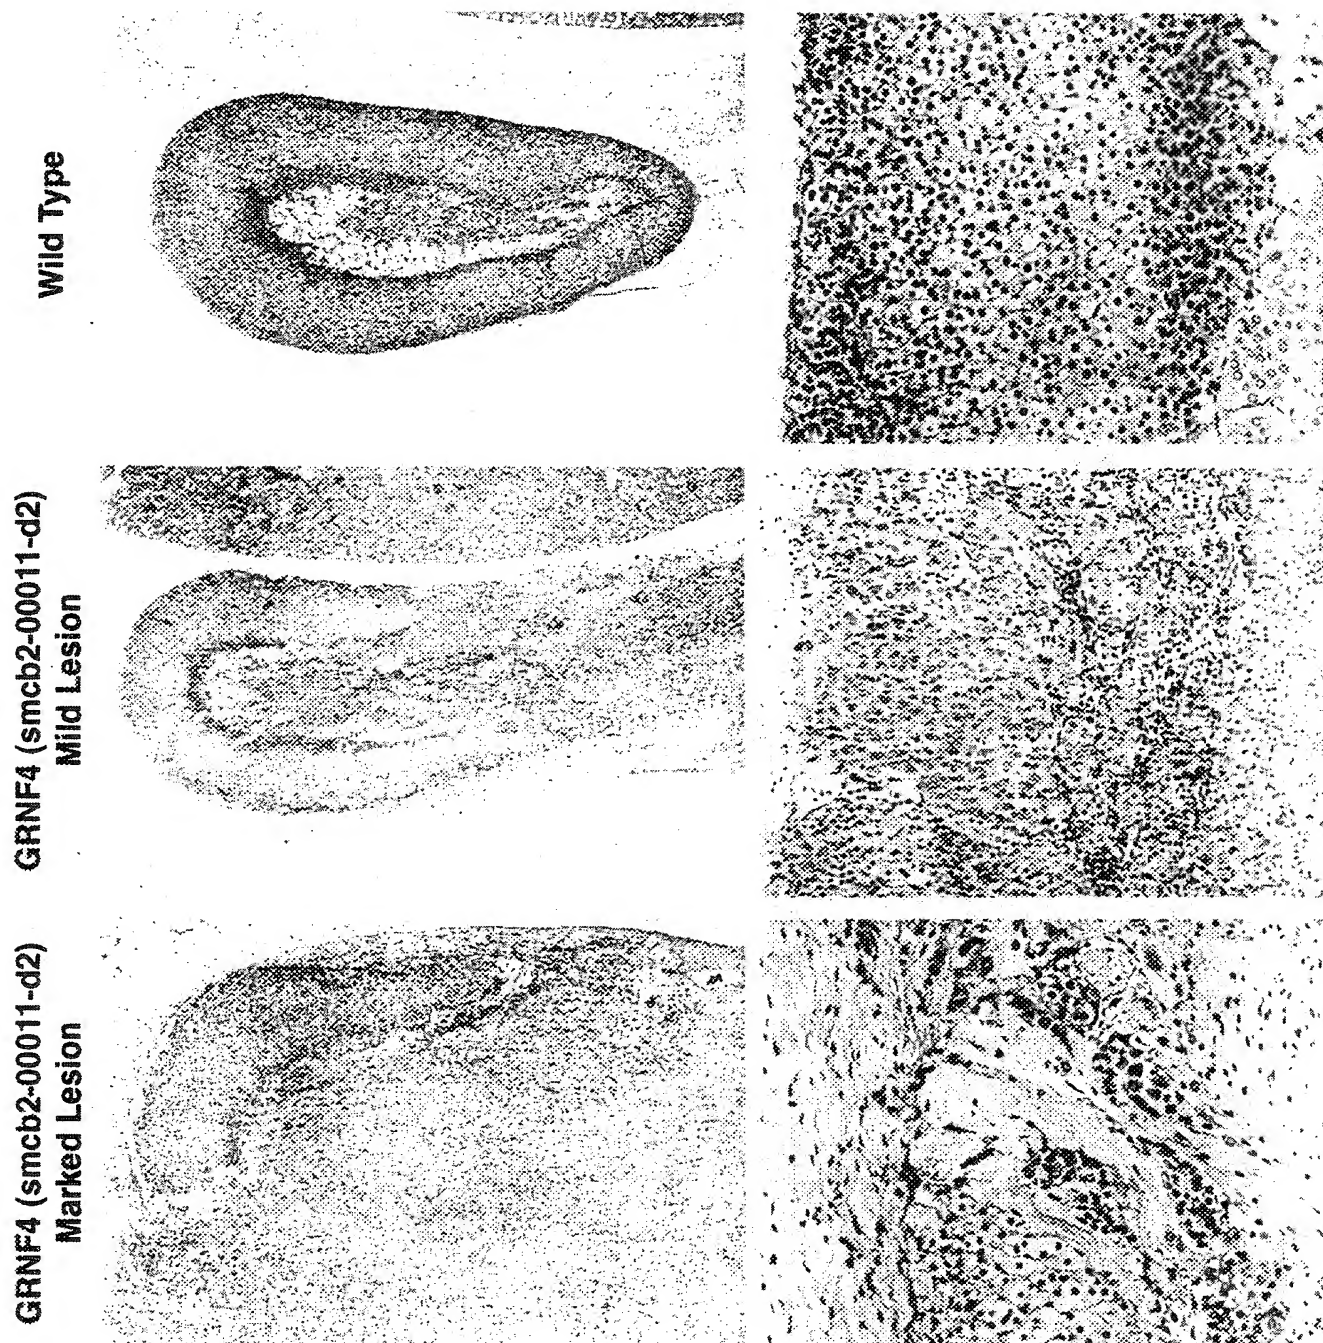 Wild Type
GRNF4 (smcb2-00011-d2)
Mild Lesion
GRNF4 (smcb2-00011-d2)
Marked Lesion